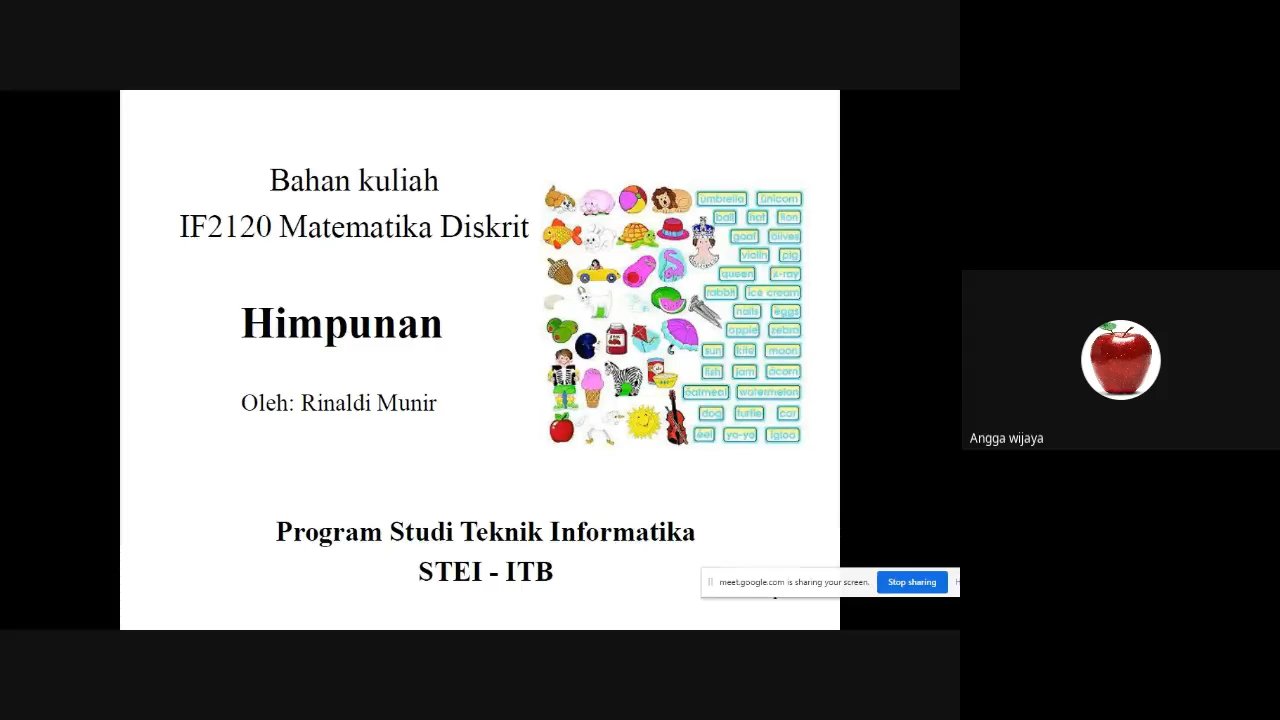 Bahan kuliah
IF2120 Matematika Diskrit
Himpunan
Oleh: Rinaldi Munir
Program Studi Teknik Informatika
STEI - ITB
umbrella unicorn
ball hat lion
goat olives
violin pig
queen x-ray
rabbit ice cream
nails eggs
apple zebra
sun kite moon
fish jam acorn
oatmeal watermelon
dog turtle car
eel yo-yo igloo
meet.google.com is sharing your screen. Stop sharing
Angga wijaya